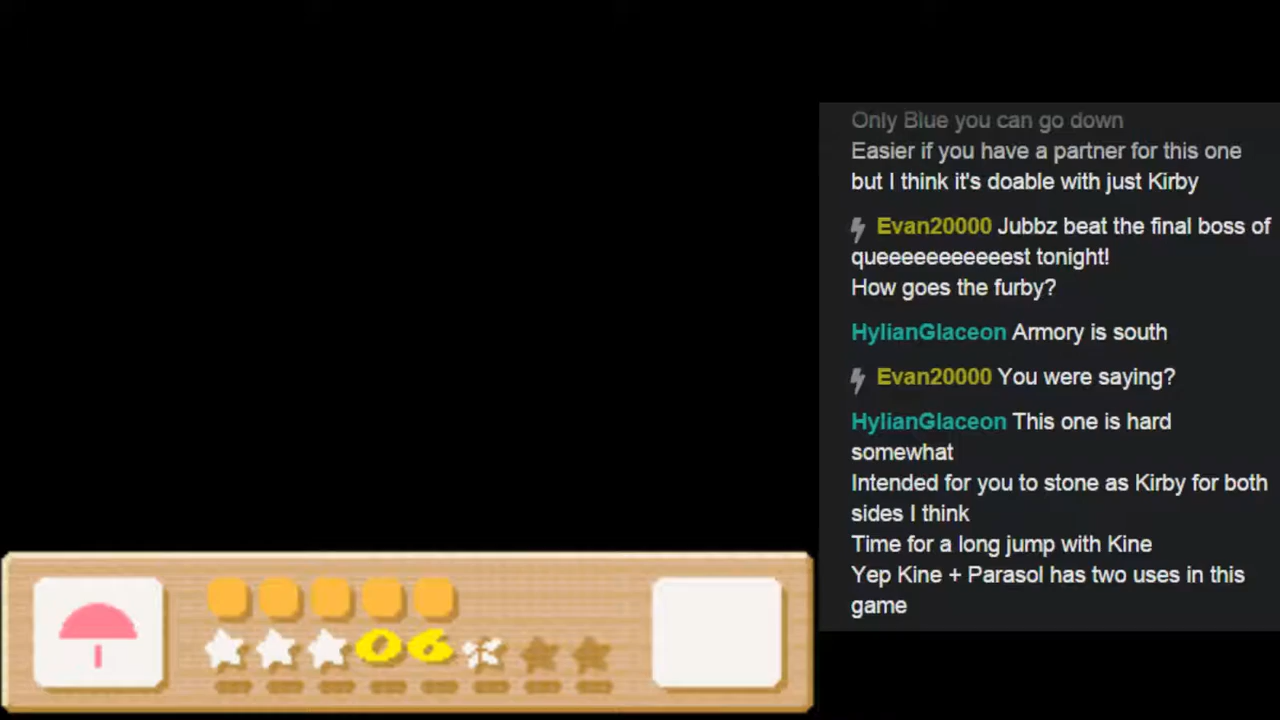 Only Blue you can go down
Easier if you have a partner for this one
but I think it's doable with just Kirby
Evan20000 Jubbz beat the final boss of
queeeeeeeeeeest tonight!
How goes the furby?
HylianGlaceon Armory is south
Evan20000 You were saying?
HylianGlaceon This one is hard
somewhat
Intended for you to stone as Kirby for both
sides I think
Time for a long jump with Kine
Yep Kine + Parasol has two uses in this
game
06